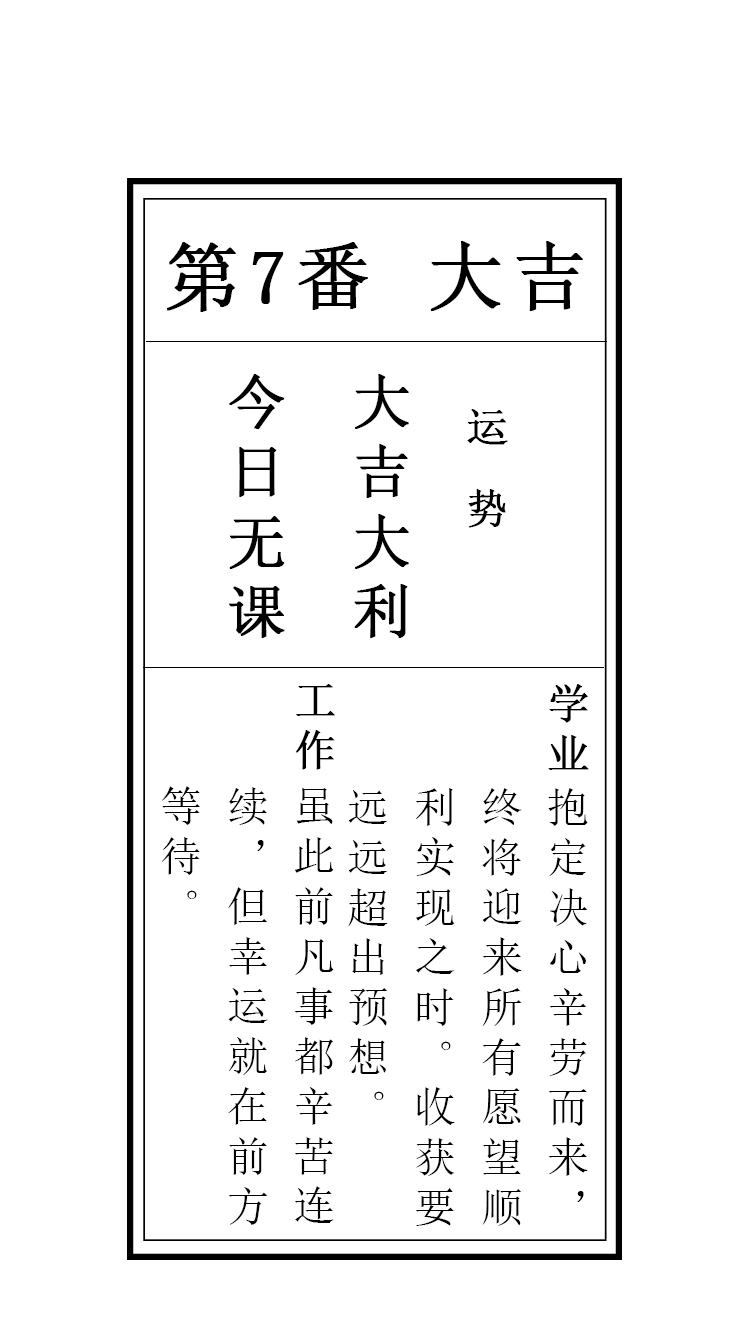 第7番 大吉
运势
大吉大利
今日无课
学业
抱定决心辛劳而来，
终将迎来所有愿望顺
利实现之时。收获要
远远超出预想。
工作
虽此前凡事都辛苦连
续，但幸运就在前方
等待。